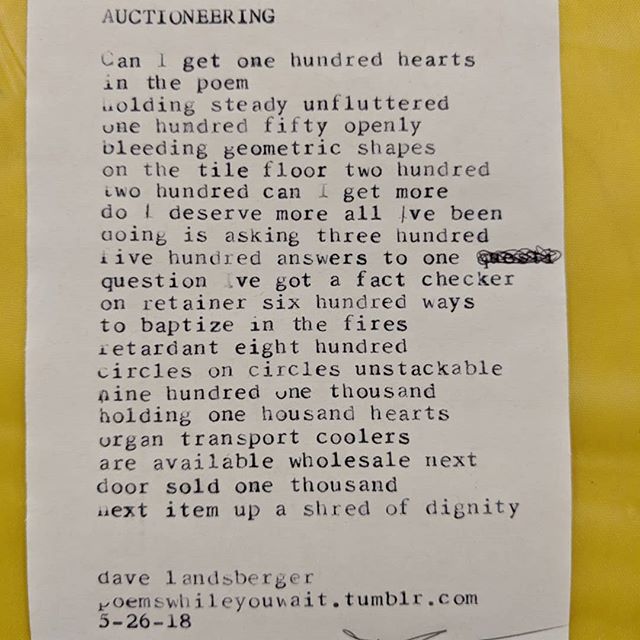 AUCTIONEERING
Can I get one hundred hearts
in the poem
holding steady unfluttered
one hundred fifty openly
bleeding geometric shapes
on the tile floor two hundred
two hundred can I get more
do I deserve more all I've been
doing is asking three hundred
five hundred answers to one
question I've got a fact checker
on retainer six hundred ways
to baptize in the fires
retardant eight hundred
circles on circles unstackable
nine hundred one thousand
holding one housand hearts
organ transport coolers
are available wholesale next
door sold one thousand
next item up a shred of dignity
dave landsberger
poemswhileyouwait.tumblr.com
5-26-18